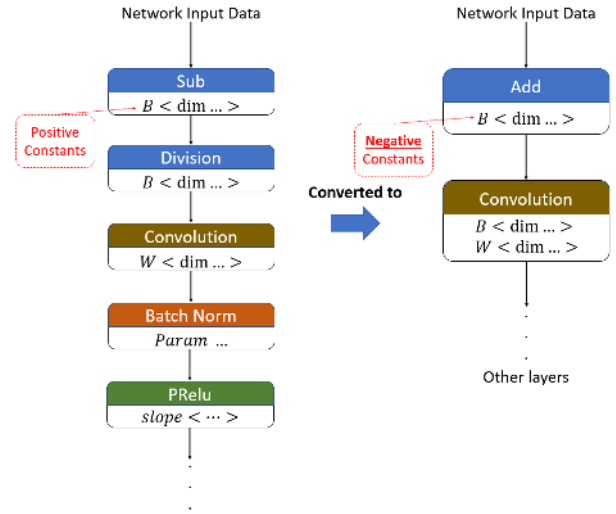 Network Input Data
Sub
B < dim ... >
Positive
Constants
Division
B < dim ... >
Convolution
W < dim ... >
Batch Norm
Param ...
PRelu
slope < ⋯ >
.
.
.
Converted to
Network Input Data
Add
B < dim ... >
Negative
Constants
Convolution
B < dim ... >
W < dim ... >
.
.
.
Other layers